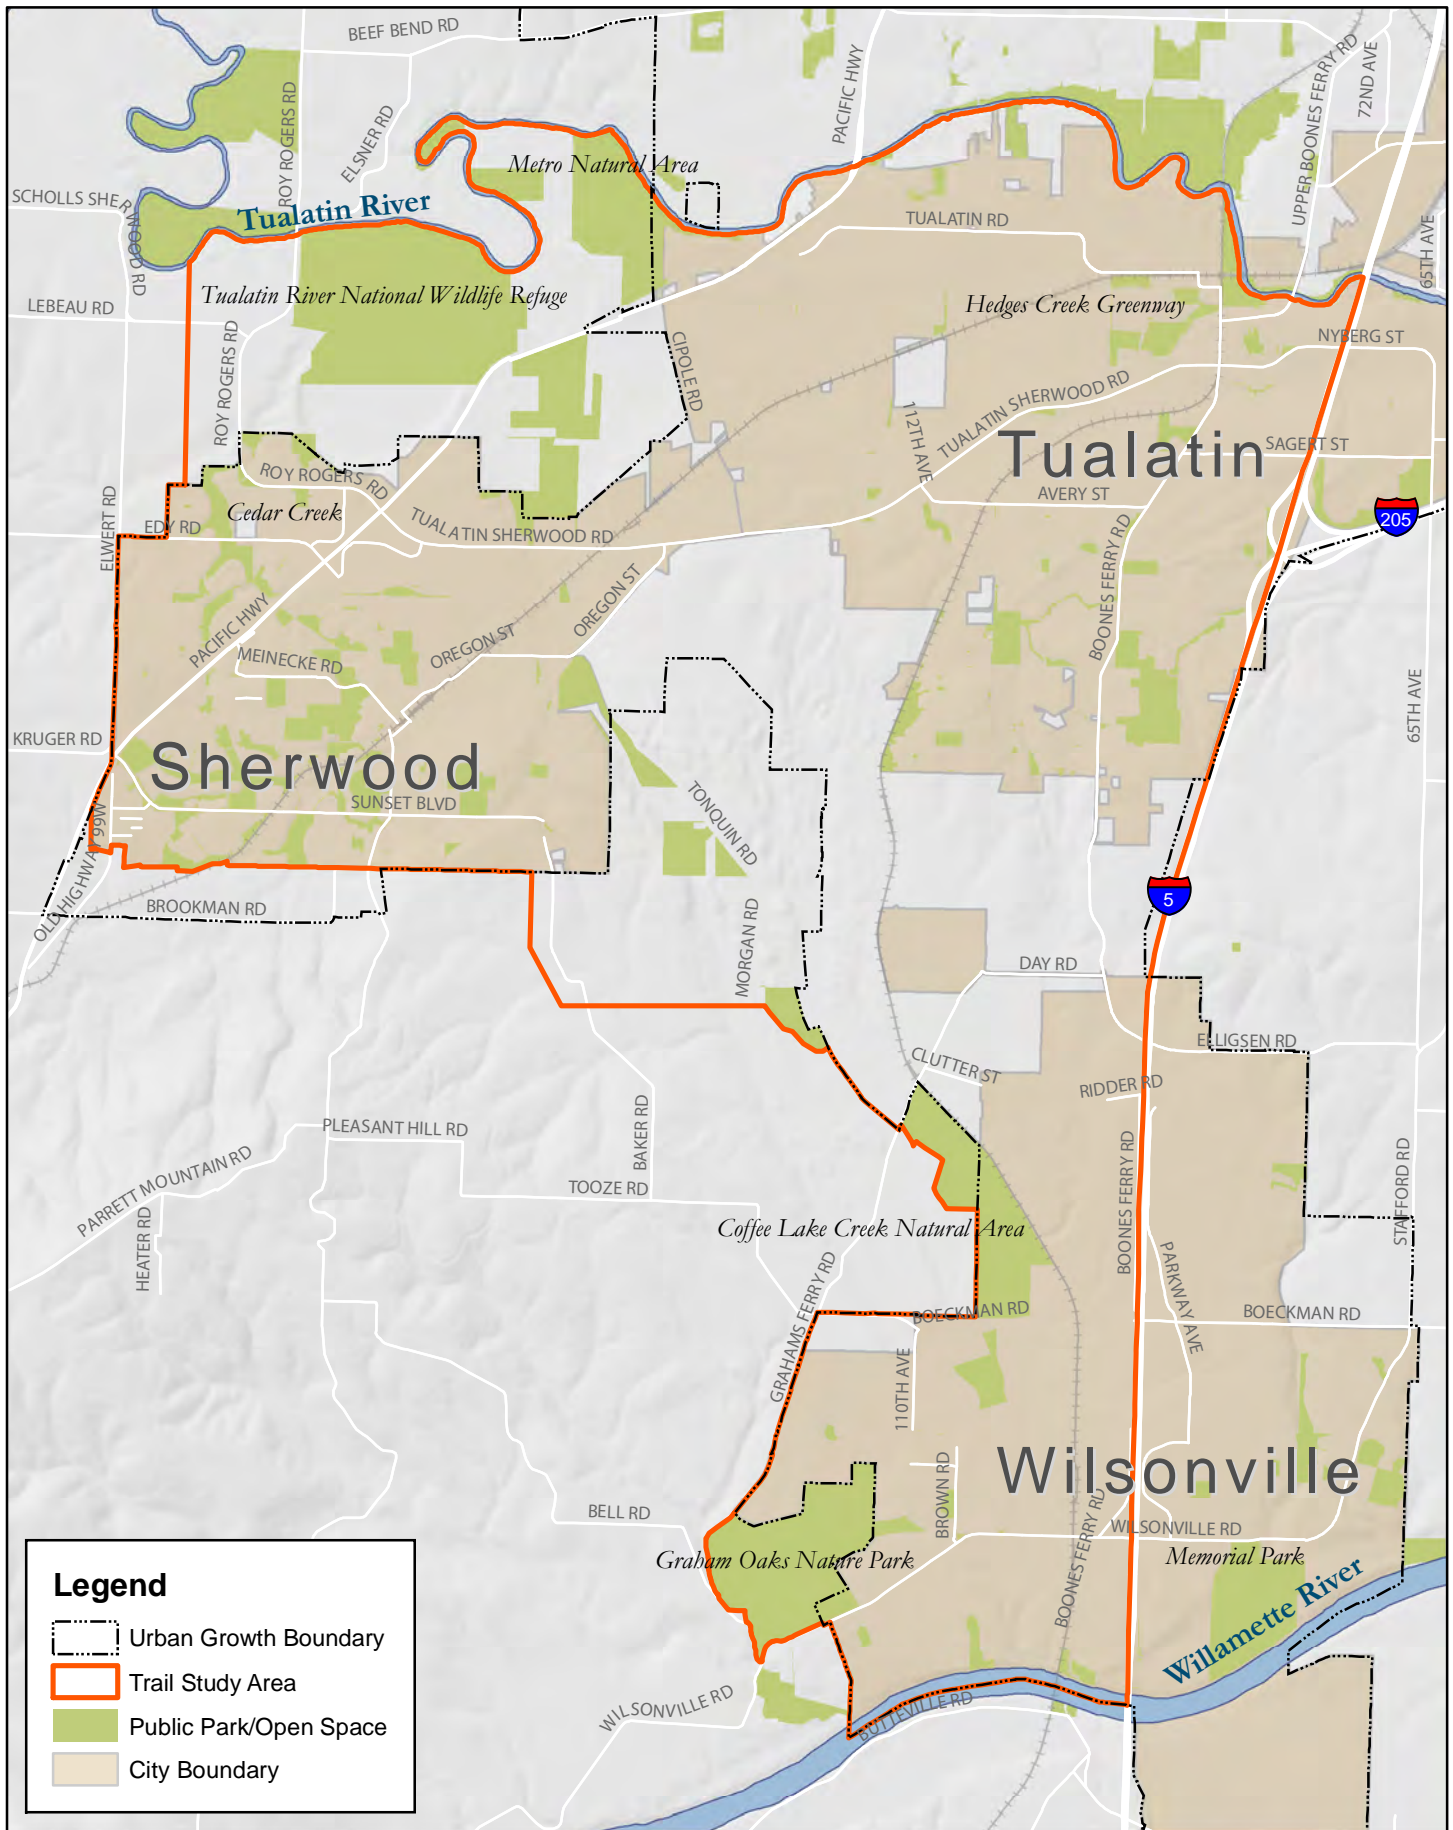 BEEF BEND RD
PACIFIC HWY
UPPER BOONES FERRY RD
72ND AVE
ROY ROGERS RD
ELSNER RD
Metro Natural Area
SCHOLLS SHERWOOD RD
Tualatin River
TUALATIN RD
65TH AVE
Tualatin River National Wildlife Refuge
Hedges Creek Greenway
LEBEAU RD
NYBERG ST
ROY ROGERS RD
CIPOLE RD
112TH AVE
TUALATIN SHERWOOD RD
Tualatin
SAGERT ST
ROY ROGERS RD
AVERY ST
ELWERT RD
EDY RD
Cedar Creek
TUALATIN SHERWOOD RD
205
BOONES FERRY RD
OREGON ST
PACIFIC HWY
OREGON ST
MEINECKE RD
65TH AVE
KRUGER RD
Sherwood
SUNSET BLVD
TONQUIN RD
OLD HIGHWAY 99W
5
BROOKMAN RD
MORGAN RD
DAY RD
ELLIGSEN RD
CLUTTER ST
RIDDER RD
PLEASANT HILL RD
BAKER RD
BOONES FERRY RD
PARRETT MOUNTAIN RD
TOOZE RD
STAFFORD RD
HEATER RD
Coffee Lake Creek Natural Area
GRAHAMS FERRY RD
PARKWAY AVE
BOECKMAN RD
BOECKMAN RD
110TH AVE
Wilsonville
BROWN RD
BELL RD
BOONES FERRY RD
WILSONVILLE RD
Graham Oaks Nature Park
Memorial Park
Willamette River
WILSONVILLE RD
BUTTEVILLE RD
Legend
Urban Growth Boundary
Trail Study Area
Public Park/Open Space
City Boundary